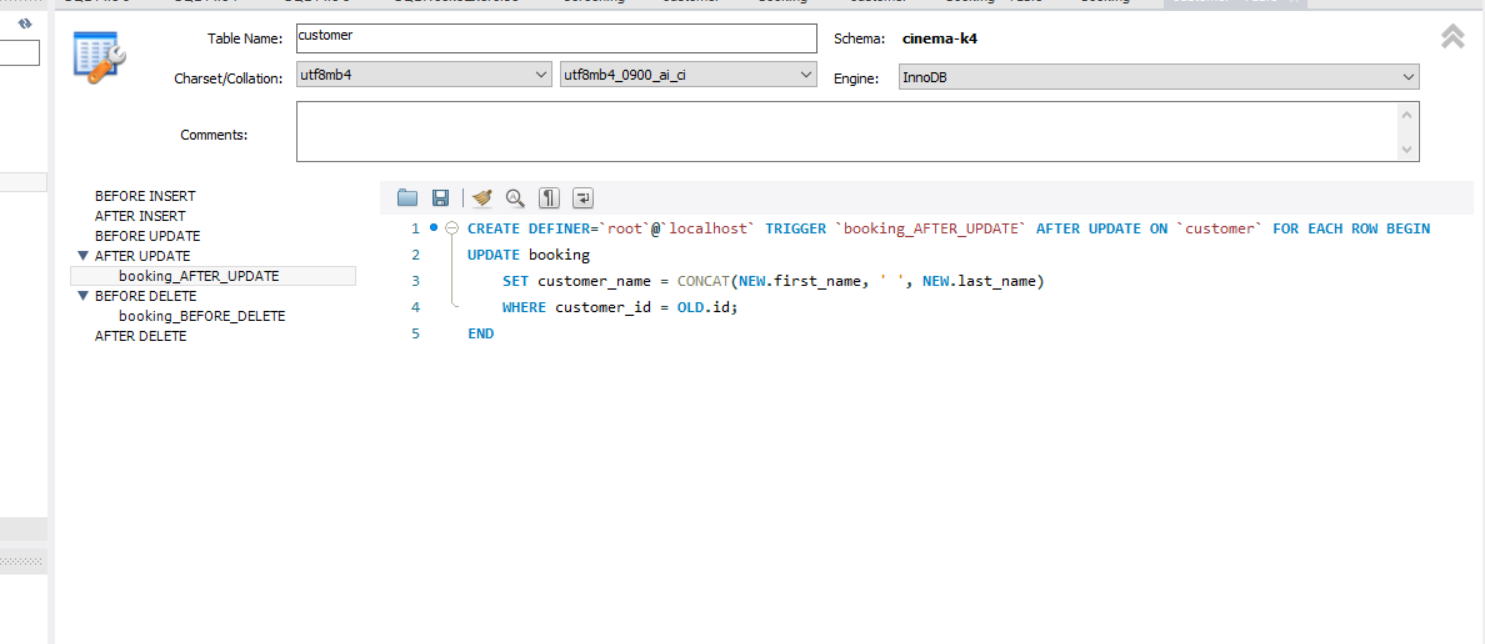 Table Name: customer Schema: cinema-k4
Charset/Collation: utf8mb4 utf8mb4_0900_ai_ci Engine: InnoDB
Comments:
BEFORE INSERT
AFTER INSERT
BEFORE UPDATE
AFTER UPDATE
booking_AFTER_UPDATE
BEFORE DELETE
booking_BEFORE_DELETE
AFTER DELETE
1 CREATE DEFINER=`root`@`localhost` TRIGGER `booking_AFTER_UPDATE` AFTER UPDATE ON `customer` FOR EACH ROW BEGIN
2 UPDATE booking
3 SET customer_name = CONCAT(NEW.first_name, ' ', NEW.last_name)
4 WHERE customer_id = OLD.id;
5 END